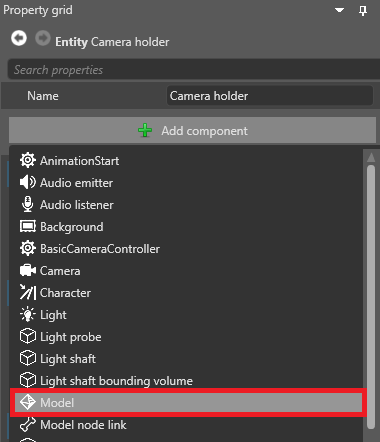 Property grid
Entity Camera holder
Search properties
Name Camera holder
Add component
AnimationStart
Audio emitter
Audio listener
Background
BasicCameraController
Camera
Character
Light
Light probe
Light shaft
Light shaft bounding volume
Model
Model node link